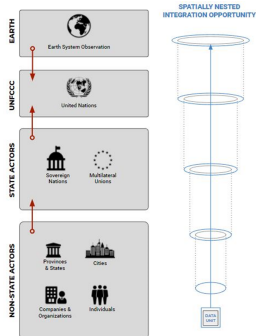 SPATIALLY NESTED
INTEGRATION OPPORTUNITY
EARTH
Earth System Observation
UNFCCC
United Nations
STATE ACTORS
Sovereign
Nations
Multilateral
Unions
NON-STATE ACTORS
Provinces
& States
Cities
Companies &
Organizations
Individuals
DATA
UNIT